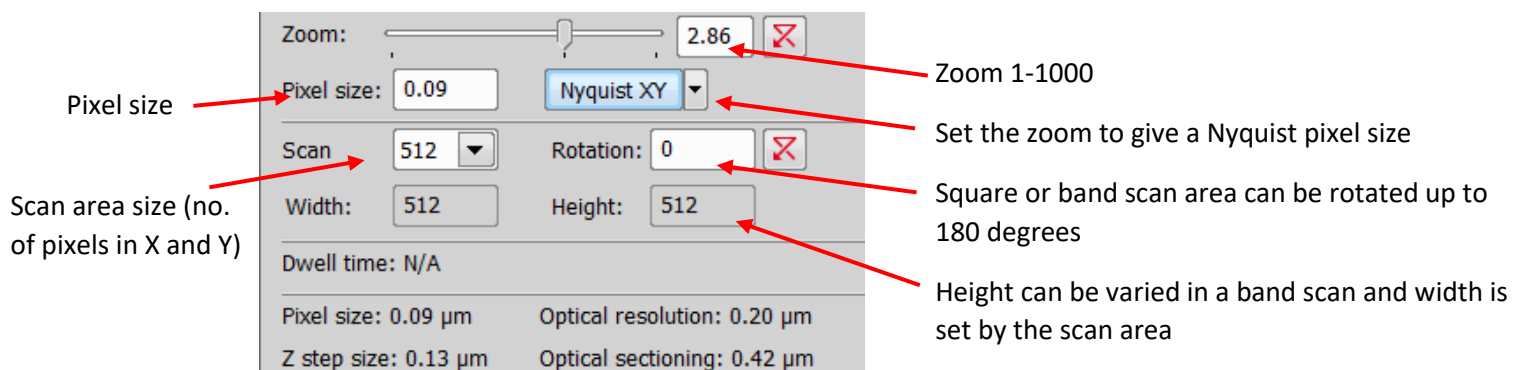 Zoom: 2.86
Pixel size: 0.09 Nyquist XY
Scan 512 Rotation: 0
Width: 512 Height: 512
Dwell time: N/A
Pixel size: 0.09 µm Optical resolution: 0.20 µm
Z step size: 0.13 µm Optical sectioning: 0.42 µm
Pixel size
Scan area size (no.
of pixels in X and Y)
Zoom 1-1000
Set the zoom to give a Nyquist pixel size
Square or band scan area can be rotated up to
180 degrees
Height can be varied in a band scan and width is
set by the scan area